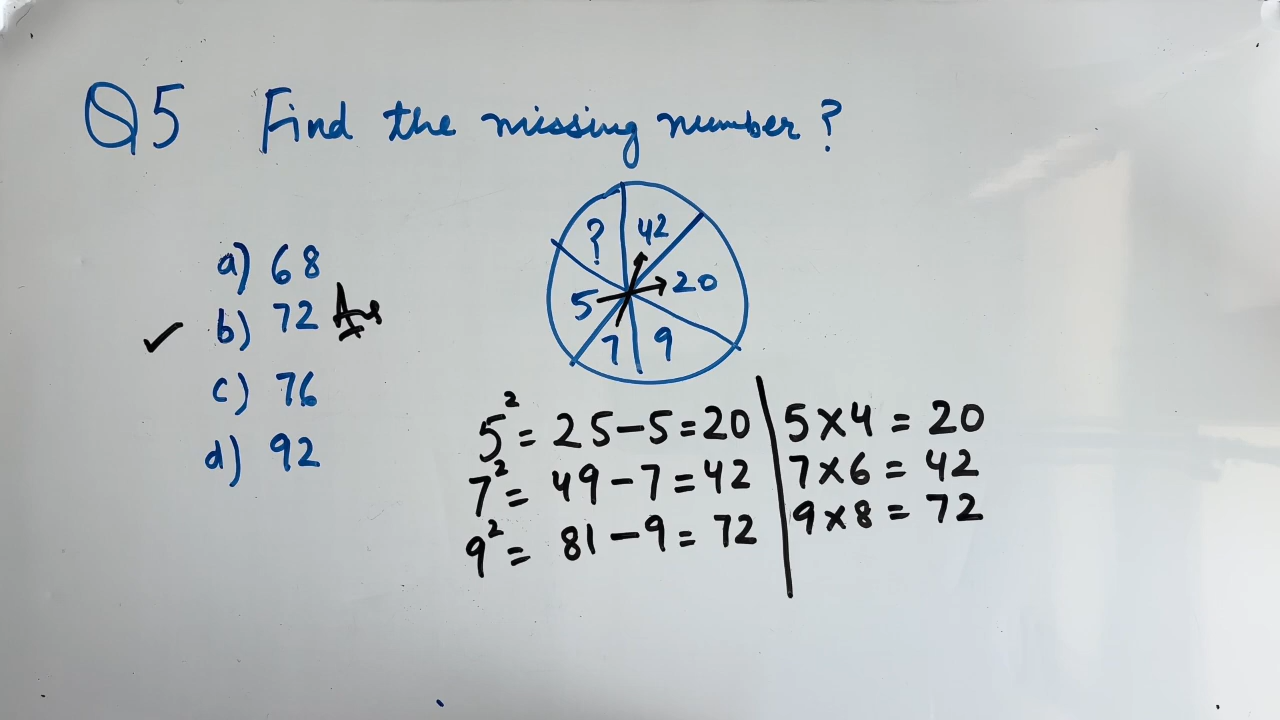 Q5 Find the missing number?
a) 68
b) 72 Ans
c) 76
d) 92
? 42
5 20
7 9
5² = 25-5=20
7² = 49-7=42
9² = 81-9=72
5×4 = 20
7×6 = 42
9×8 = 72